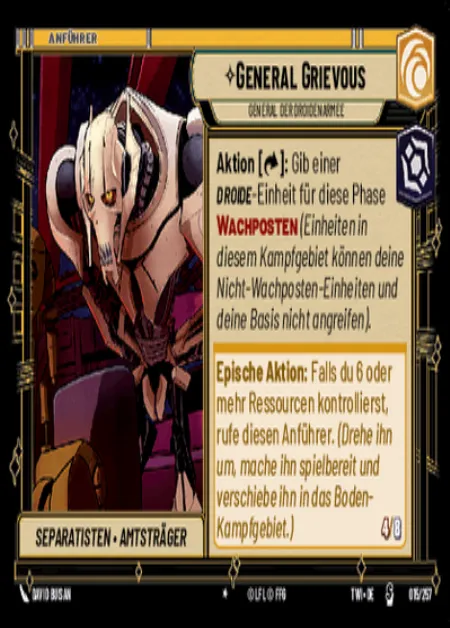 ANFÜHRER
GENERAL GRIEVOUS
GENERAL DER DROIDENARMEE
Aktion []: Gib einer
DROIDE-Einheit für diese Phase
WACHPOSTEN (Einheiten in
diesem Kampfgebiet können deine
Nicht-Wachposten-Einheiten und
deine Basis nicht angreifen).
Epische Aktion: Falls du 6 oder
mehr Ressourcen kontrollierst,
rufe diesen Anführer. (Drehe ihn
um, mache ihn spielbereit und
verschiebe ihn in das Boden-
Kampfgebiet.)
4/8
SEPARATISTEN • AMTSTRÄGER
DAVID BUISAN
© LFL © FFG
TWI • DE
015/257